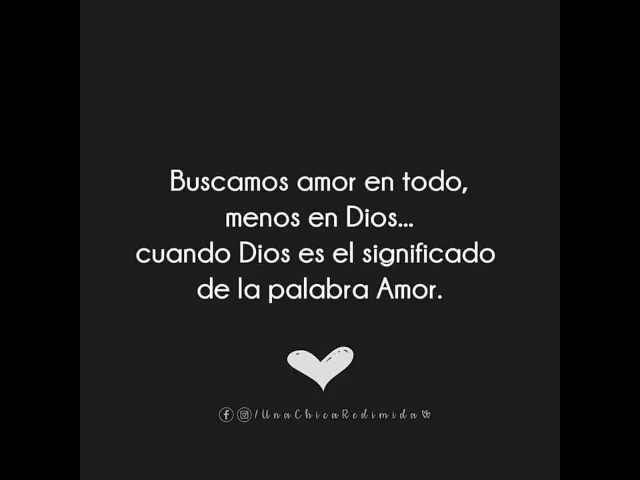 Buscamos amor en todo,
menos en Dios...
cuando Dios es el significado
de la palabra Amor.
/UnaChicaRedimida